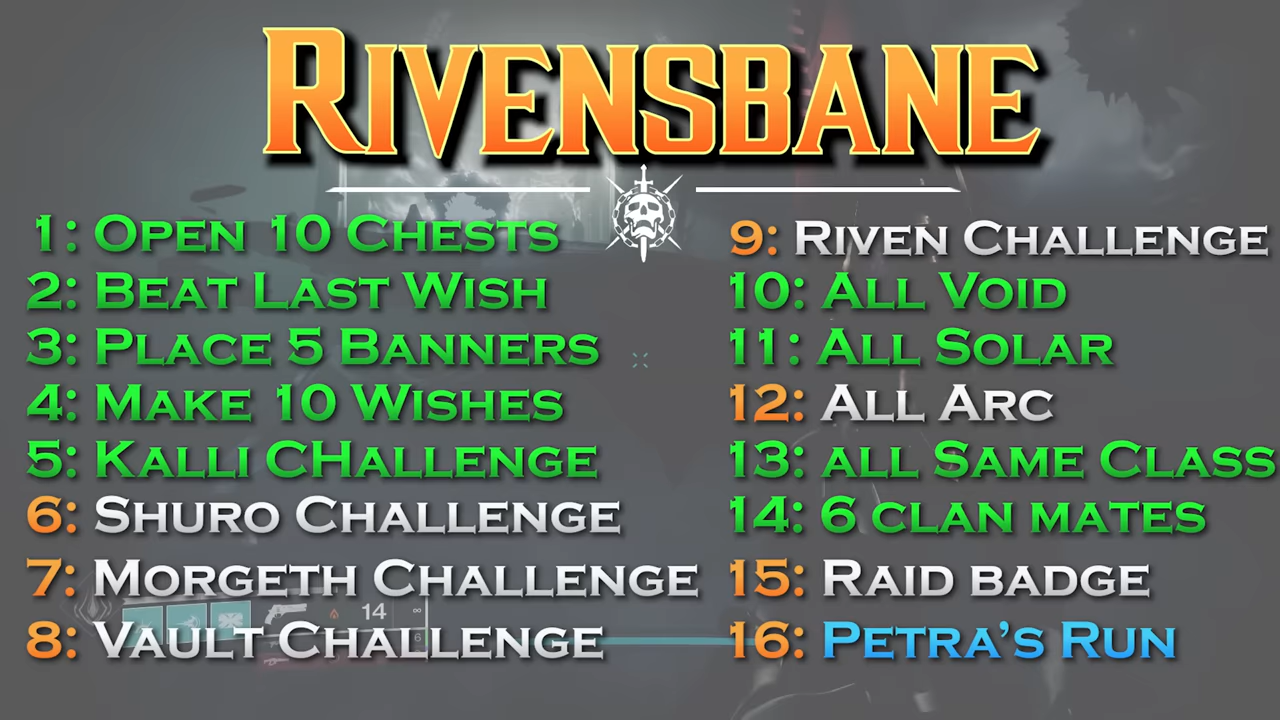 Rivensbane
1: Open 10 Chests
2: Beat Last Wish
3: Place 5 Banners
4: Make 10 Wishes
5: Kalli CHallenge
6: Shuro Challenge
7: Morgeth Challenge
8: Vault Challenge
9: Riven Challenge
10: All Void
11: All Solar
12: All Arc
13: all Same Class
14: 6 clan mates
15: Raid badge
16: Petra's Run
14
∞
6